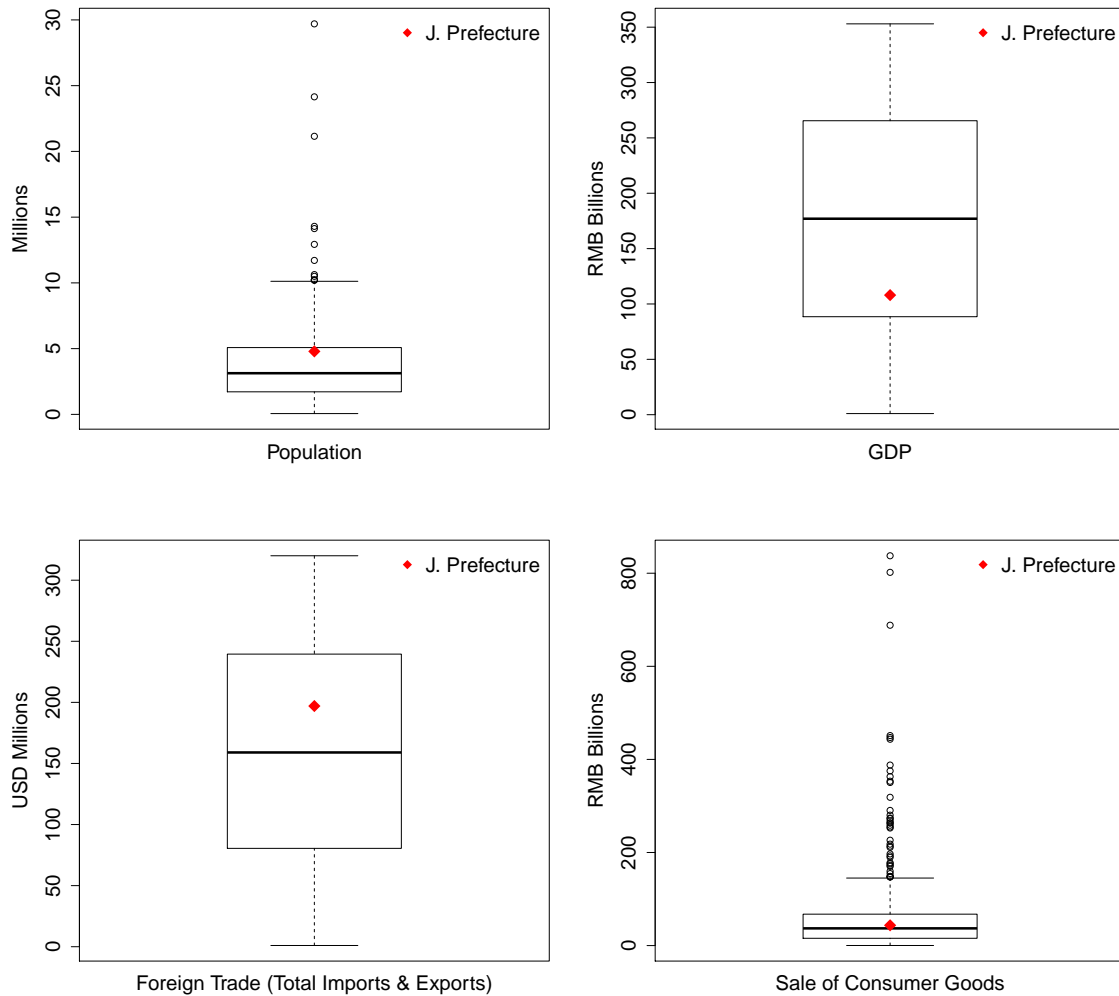 J. Prefecture
Millions
30
25
20
15
10
5
0
Population
J. Prefecture
RMB Billions
350
300
250
200
150
100
50
0
GDP
J. Prefecture
USD Millions
300
250
200
150
100
50
0
Foreign Trade (Total Imports & Exports)
J. Prefecture
RMB Billions
800
600
400
200
0
Sale of Consumer Goods